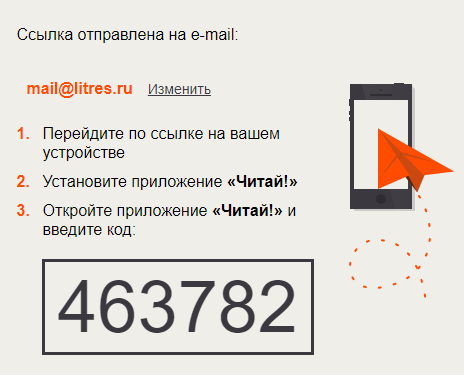 Ссылка отправлена на e-mail:
mail@litres.ru Изменить
1. Перейдите по ссылке на вашем
устройстве
2. Установите приложение «Читай!»
3. Откройте приложение «Читай!» и
введите код:
463782